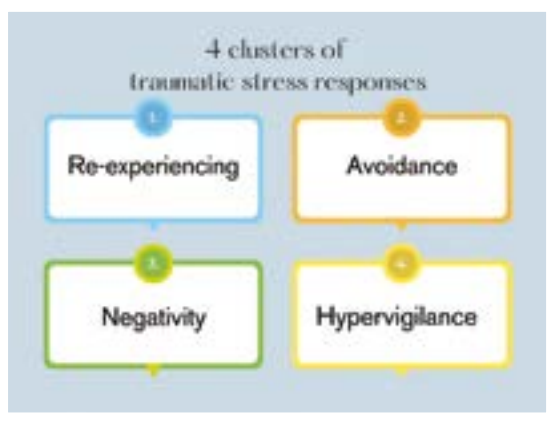 4 clusters of
traumatic stress responses
1.
Re-experiencing
2.
Avoidance
3.
Negativity
4.
Hypervigilance